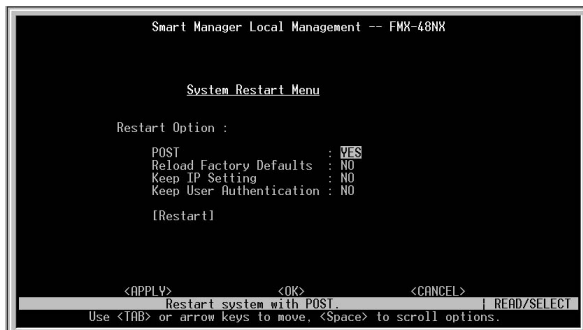 Smart Manager Local Management -- FMX-48NX
System Restart Menu
Restart Option :
POST : YES
Reload Factory Defaults : NO
Keep IP Setting : NO
Keep User Authentication : NO
[Restart]
<APPLY> <OK> <CANCEL>
Restart system with POST. | READ/SELECT
Use <TAB> or arrow keys to move, <Space> to scroll options.